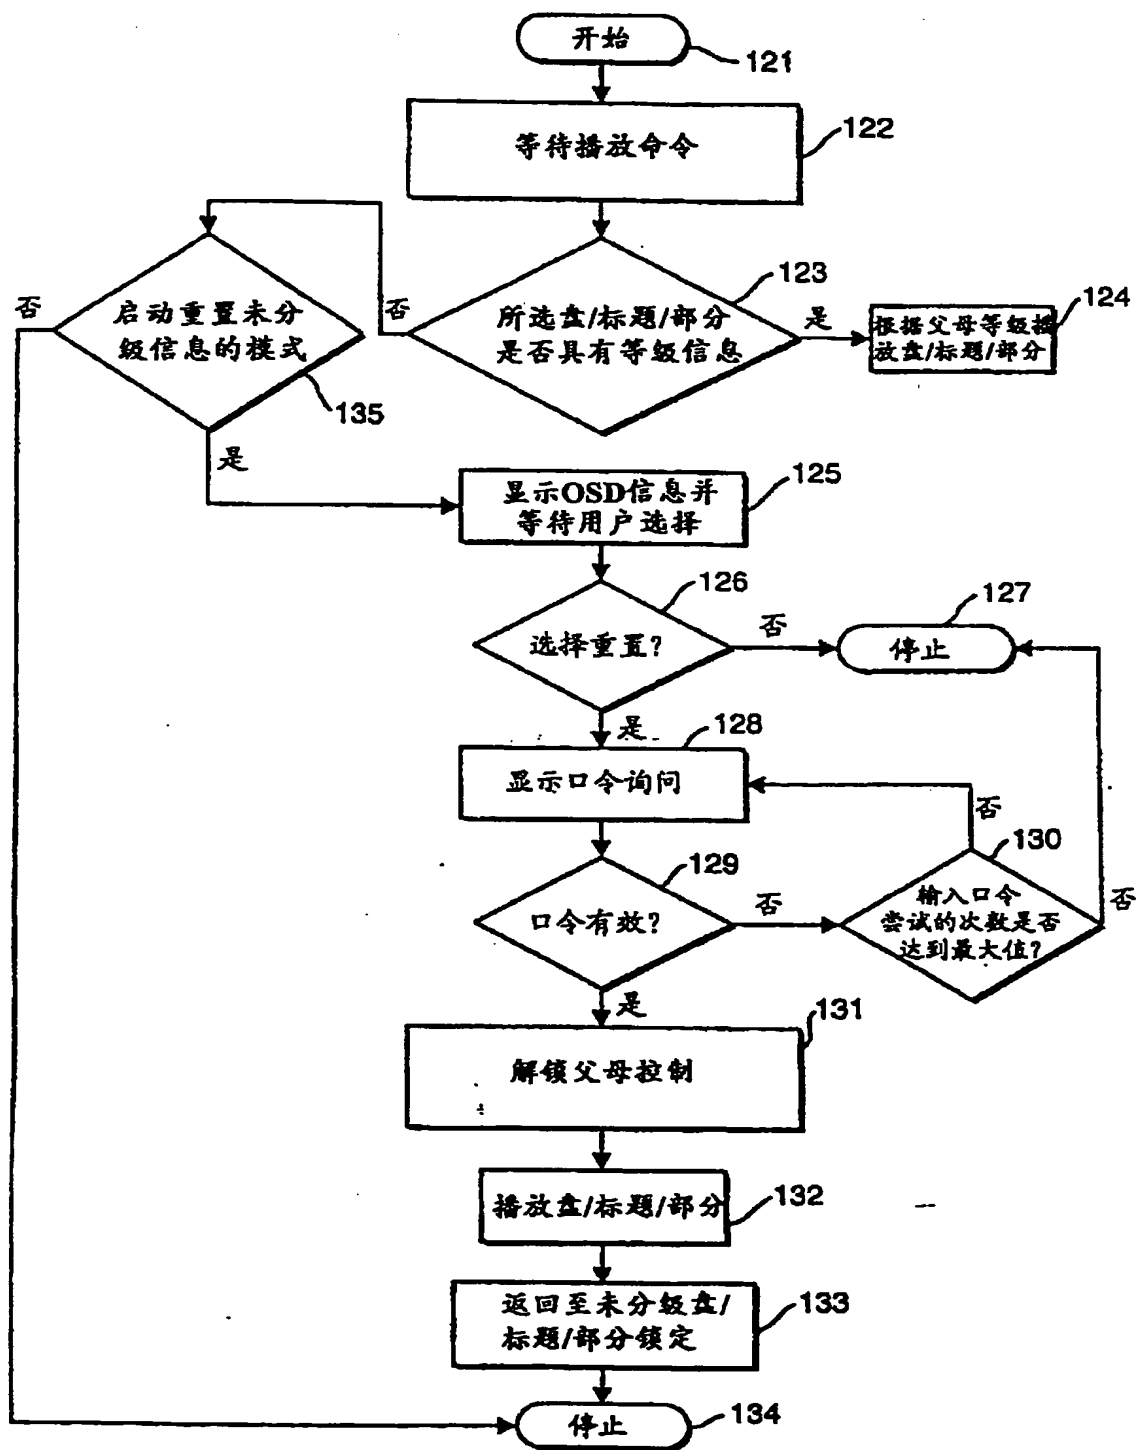 开始
121
等待播放命令
122
所选盘/标题/部分
是否具有等级信息
123
是
根据父母等级播
放盘/标题/部分
124
否
启动重置未分
级信息的模式
135
否
是
显示OSD信息并
等待用户选择
125
选择重置?
126
否
停止
127
是
显示口令询问
128
口令有效?
129
否
输入口令
尝试的次数是否
达到最大值?
130
否
否
是
解锁父母控制
131
播放盘/标题/部分
132
返回至未分级盘/
标题/部分锁定
133
停止
134